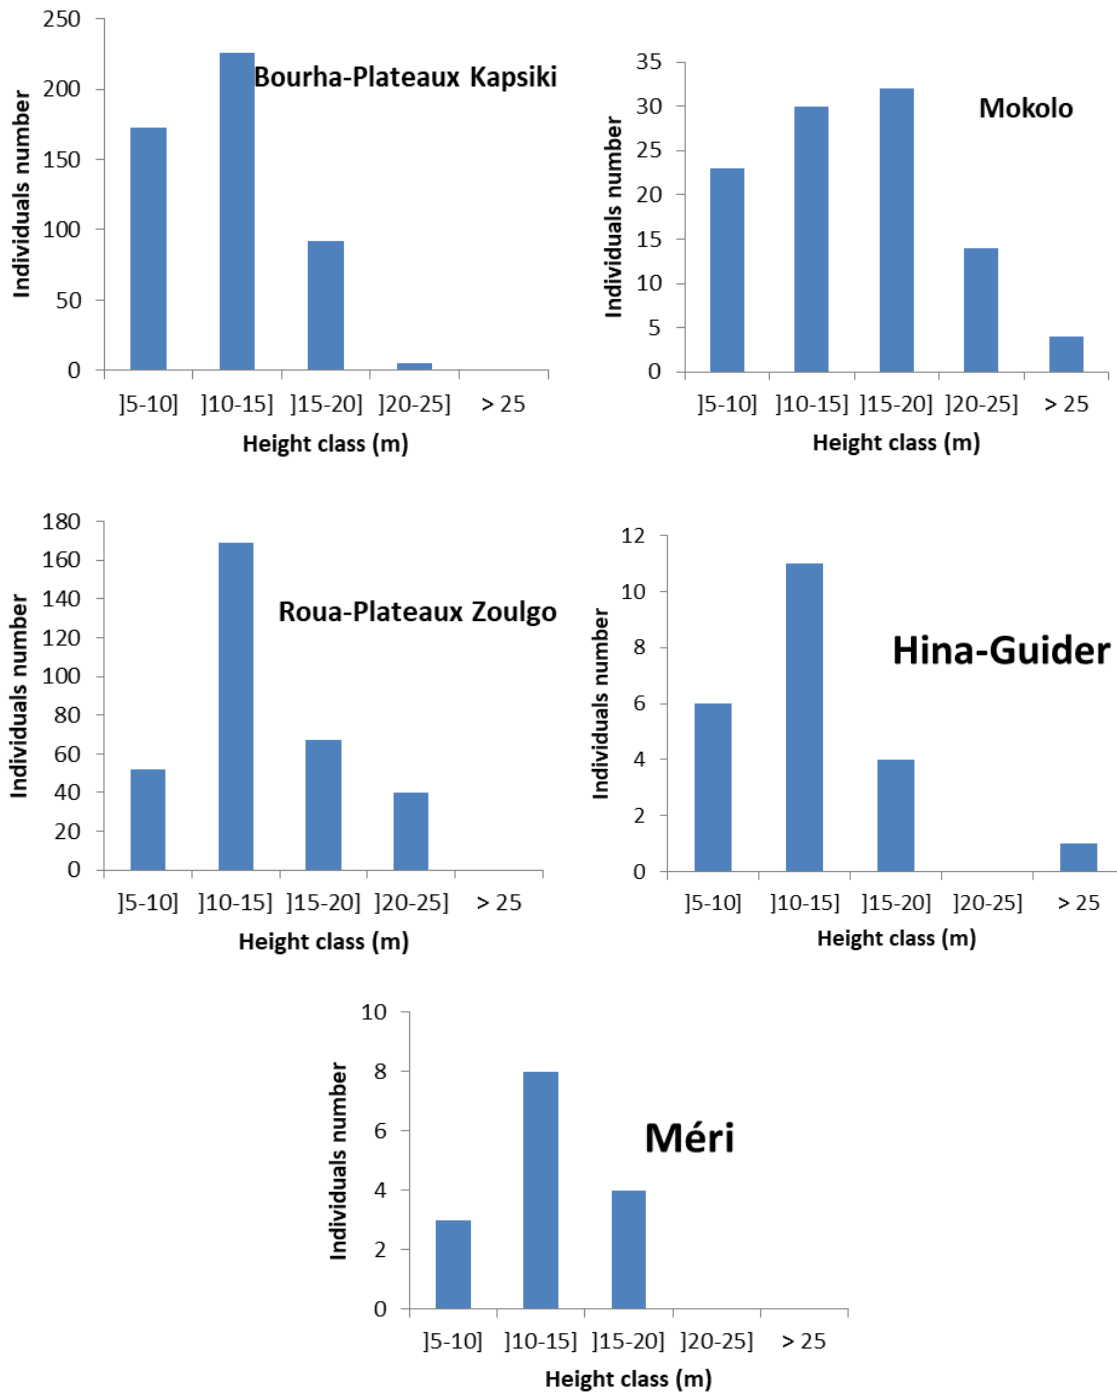 250
200
150
100
50
0
Individuals number
Bourha-Plateaux Kapsiki
]5-10] ]10-15] ]15-20] ]20-25] > 25
Height class (m)
35
30
25
20
15
10
5
0
Individuals number
Mokolo
]5-10] ]10-15] ]15-20] ]20-25] > 25
Height class (m)
180
160
140
120
100
80
60
40
20
0
Individuals number
Roua-Plateaux Zoulgo
]5-10] ]10-15] ]15-20] ]20-25] > 25
Height class (m)
12
10
8
6
4
2
0
Individuals number
Hina-Guider
]5-10] ]10-15] ]15-20] ]20-25] > 25
Height class (m)
10
8
6
4
2
0
Individuals number
Méri
]5-10] ]10-15] ]15-20] ]20-25] > 25
Height class (m)